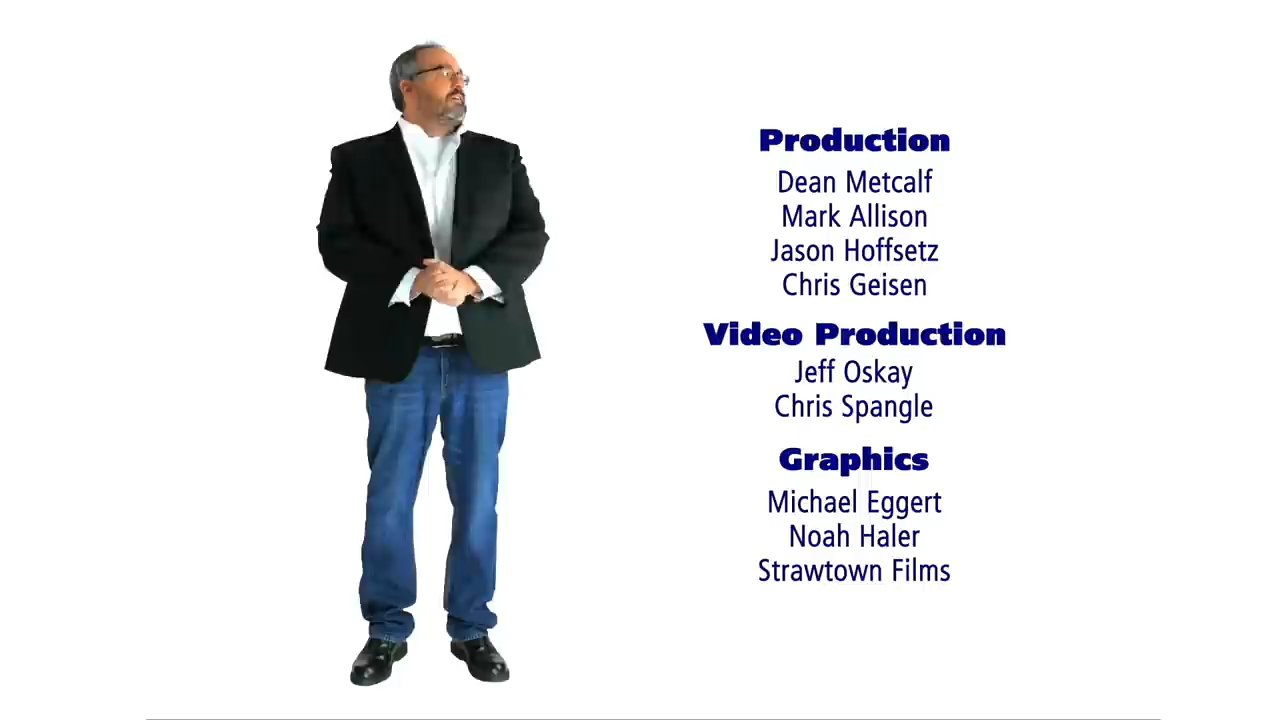 Production
Dean Metcalf
Mark Allison
Jason Hoffsetz
Chris Geisen
Video Production
Jeff Oskay
Chris Spangle
Graphics
Michael Eggert
Noah Haler
Strawtown Films